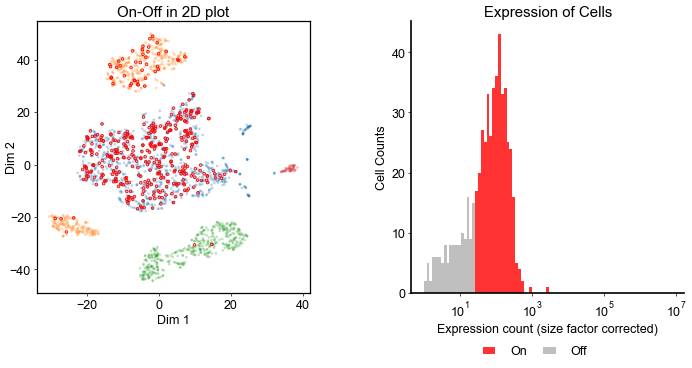 On-Off in 2D plot
Dim 2
40
20
0
−20
−40
−20
0
20
40
Dim 1
Expression of Cells
Cell Counts
40
30
20
10
0
10^1
10^3
10^5
10^7
Expression count (size factor corrected)
On Off